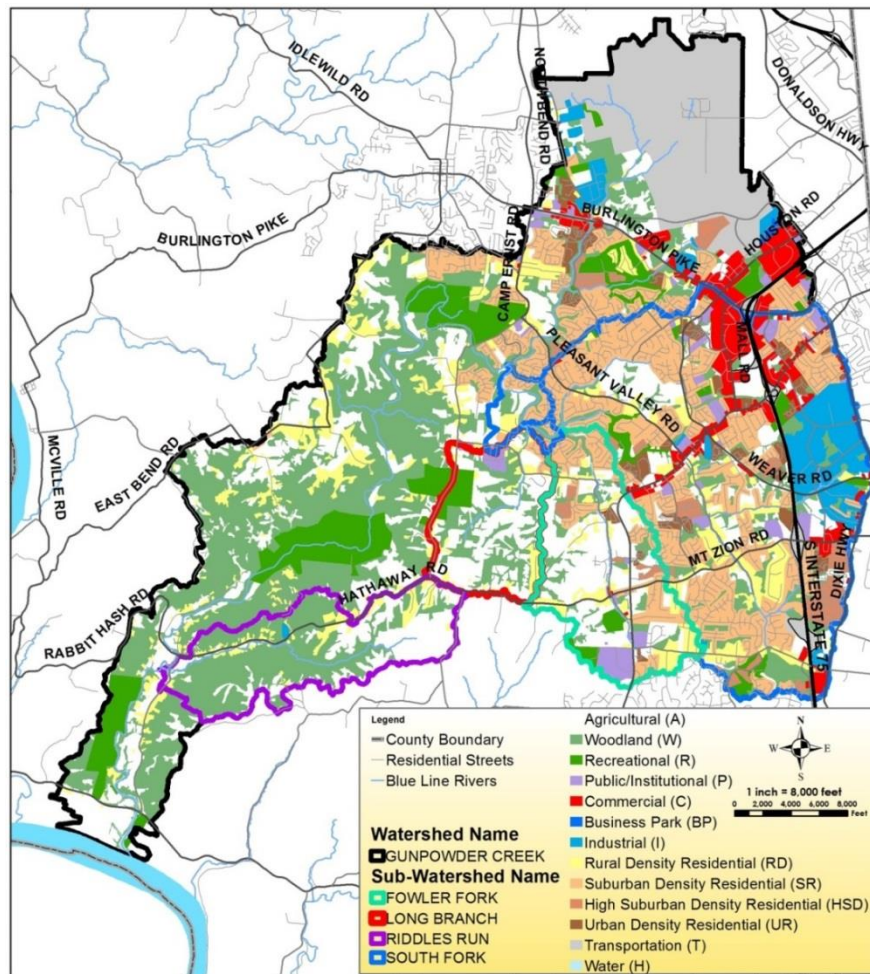 IDLEWILD RD
NORTH BEND RD
DONALDSON HWY
BURLINGTON PIKE
BURLINGTON PIKE
HOUSTON RD
CAMP ERNST RD
MALL RD
PLEASANT VALLEY RD
MCVILLE RD
EAST BEND RD
WEAVER RD
MT ZION RD
DIXIE HWY
S INTERSTATE 75
HATHAWAY RD
RABBIT HASH RD
Legend
County Boundary
Residential Streets
Blue Line Rivers
Watershed Name
GUNPOWDER CREEK
Sub-Watershed Name
FOWLER FORK
LONG BRANCH
RIDDLES RUN
SOUTH FORK
Agricultural (A)
Woodland (W)
Recreational (R)
Public/Institutional (P)
Commercial (C)
Business Park (BP)
Industrial (I)
Rural Density Residential (RD)
Suburban Density Residential (SR)
High Suburban Density Residential (HSD)
Urban Density Residential (UR)
Transportation (T)
Water (H)
N
W E
S
1 inch = 8,000 feet
0 2,000 4,000 6,000 8,000
Feet